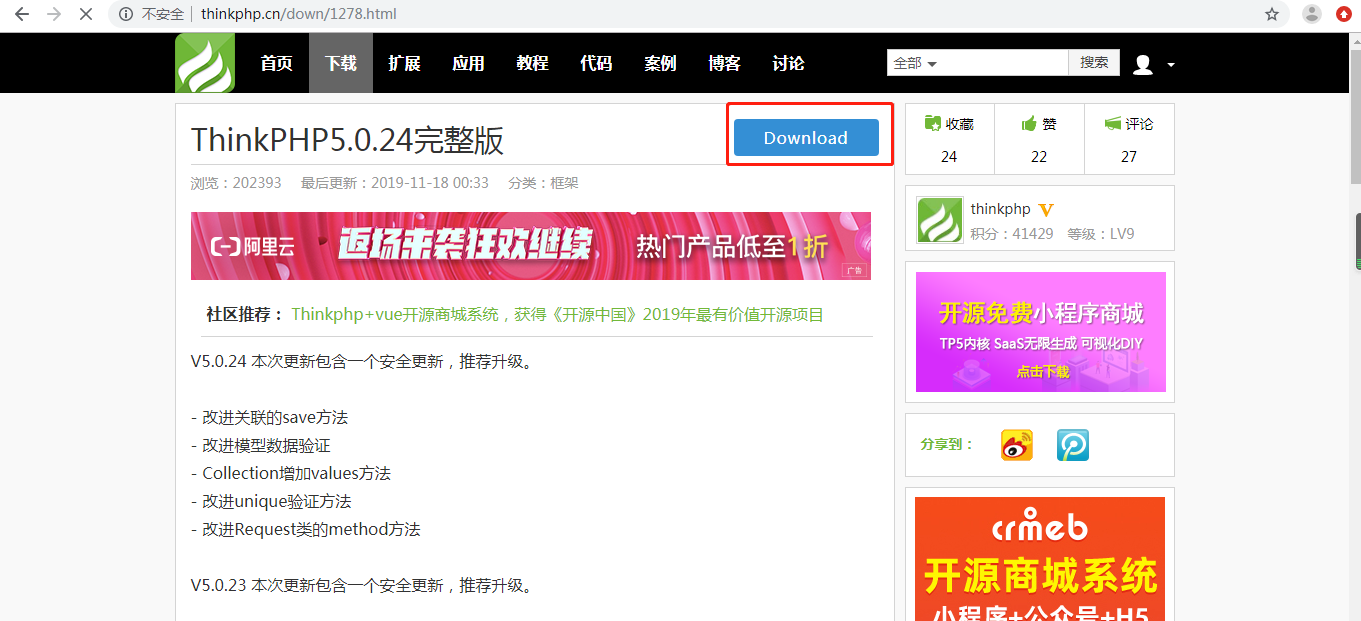 不安全 | thinkphp.cn/down/1278.html
首页 下载 扩展 应用 教程 代码 案例 博客 讨论 全部 搜索
ThinkPHP5.0.24完整版
Download
浏览：202393 最后更新：2019-11-18 00:33 分类：框架
阿里云 返场来袭狂欢继续 热门产品低至1折
广告
社区推荐： Thinkphp+vue开源商城系统，获得《开源中国》2019年最有价值开源项目
V5.0.24 本次更新包含一个安全更新，推荐升级。
- 改进关联的save方法
- 改进模型数据验证
- Collection增加values方法
- 改进unique验证方法
- 改进Request类的method方法
V5.0.23 本次更新包含一个安全更新，推荐升级。
收藏 赞 评论
24 22 27
thinkphp V
积分：41429 等级：LV9
开源免费小程序商城
TP5内核 SaaS无限生成 可视化DIY
点击下载
分享到：
crmeb
开源商城系统
小程序+公众号+H5